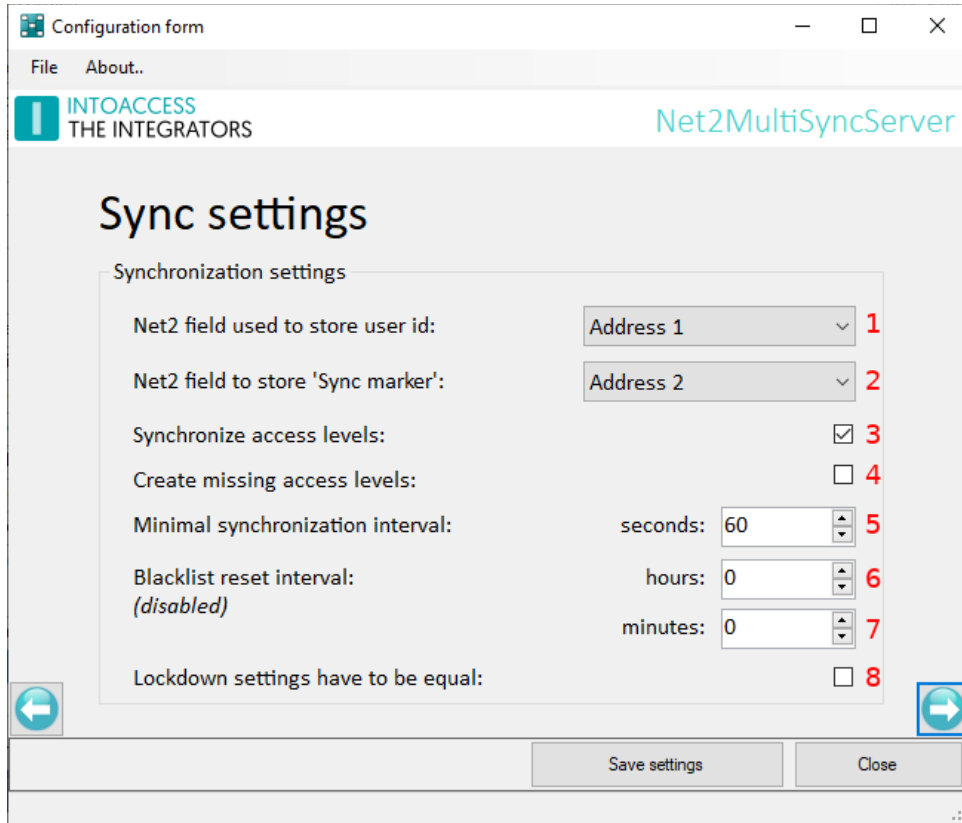 Configuration form
File About..
INTOACCESS
THE INTEGRATORS
Net2MultiSyncServer
Sync settings
Synchronization settings
Net2 field used to store user id: Address 1 1
Net2 field to store 'Sync marker': Address 2 2
Synchronize access levels: 3
Create missing access levels: 4
Minimal synchronization interval: seconds: 60 5
Blacklist reset interval: hours: 0 6
(disabled)
minutes: 0 7
Lockdown settings have to be equal: 8
Save settings Close